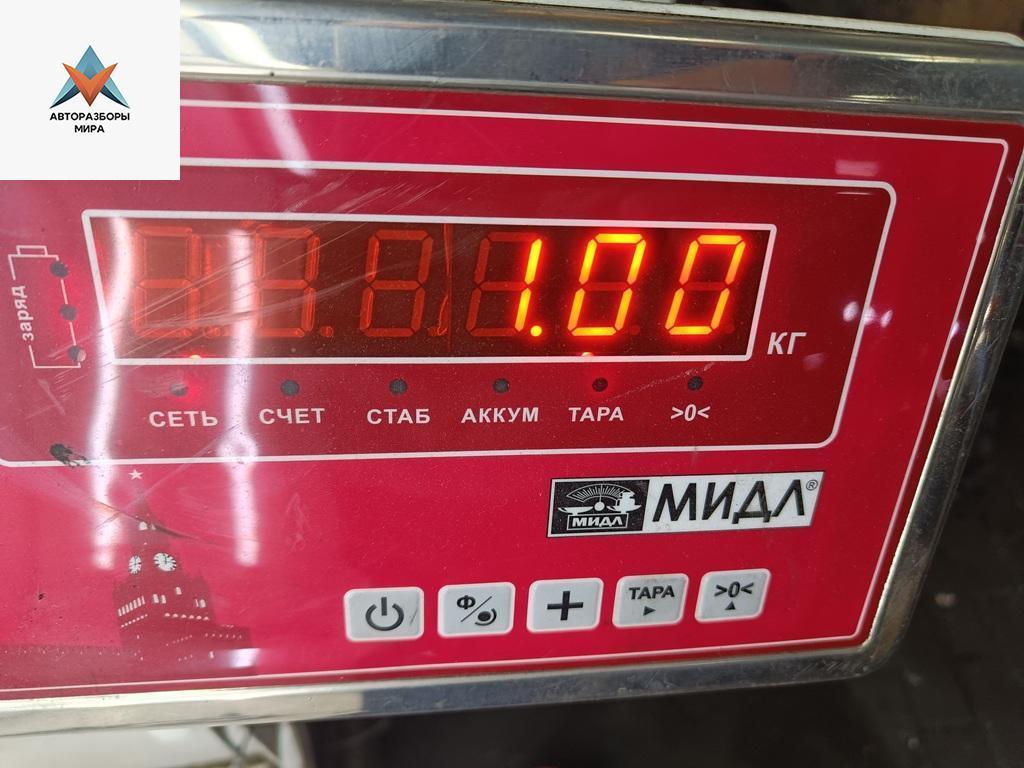 АВТОРАЗБОРЫ
МИРА
заряд
1.00
КГ
СЕТЬ СЧЕТ СТАБ АККУМ ТАРА >0<
МИДЛ МИДЛ®
Ф ТАРА >0<